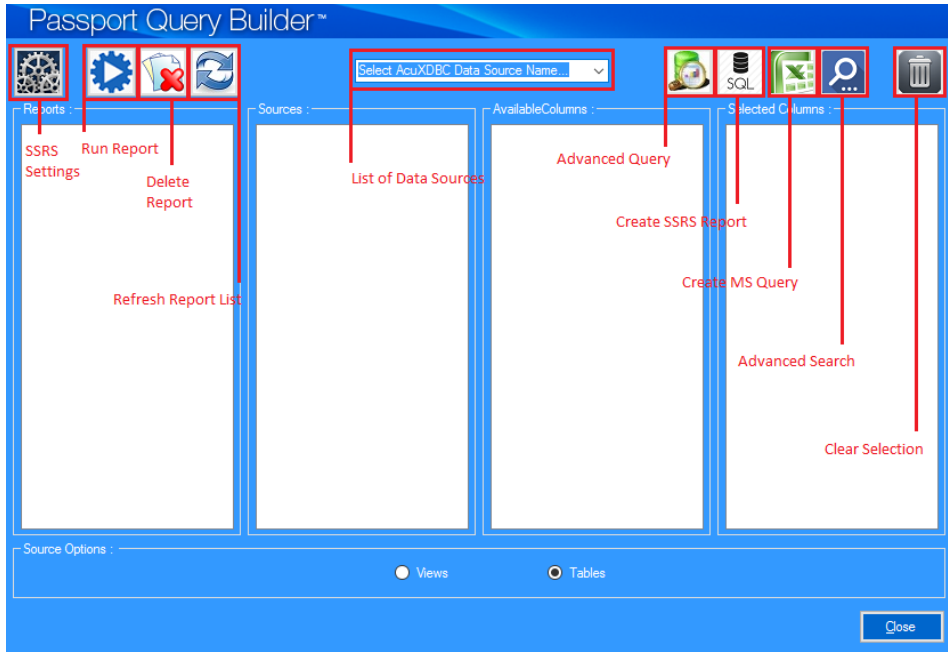 Passport Query Builder™
Select AcuXDBC Data Source Name...
SQL
Reports :
Sources :
AvailableColumns :
Selected Columns :
SSRS
Settings
Run Report
Delete
Report
Refresh Report List
List of Data Sources
Advanced Query
Create SSRS Report
Create MS Query
Advanced Search
Clear Selection
Source Options :
Views
Tables
Close